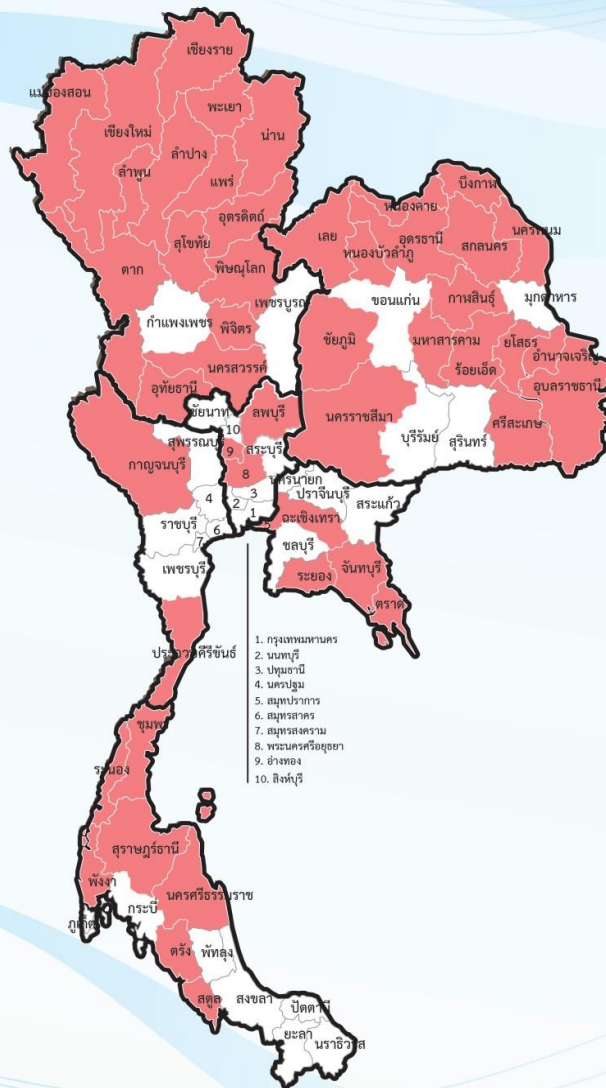 เชียงราย
แม่ฮ่องสอน
พะเยา
เชียงใหม่
น่าน
ลำปาง
ลำพูน
แพร่
อุตรดิตถ์
สุโขทัย
ตาก
พิษณุโลก
เพชรบูรณ์
กำแพงเพชร
พิจิตร
นครสวรรค์
อุทัยธานี
บึงกาฬ
หนองคาย
เลย
อุดรธานี
นครพนม
หนองบัวลำภู
สกลนคร
ขอนแก่น
กาฬสินธุ์
มุกดาหาร
ชัยภูมิ
มหาสารคาม
ยโสธร
อำนาจเจริญ
ร้อยเอ็ด
อุบลราชธานี
นครราชสีมา
บุรีรัมย์
สุรินทร์
ศรีสะเกษ
ชัยนาท
ลพบุรี
10
สุพรรณบุรี
9
สระบุรี
กาญจนบุรี
8
นครนายก
ปราจีนบุรี
4
3
2
1
5
สระแก้ว
ฉะเชิงเทรา
ราชบุรี
6
7
ชลบุรี
เพชรบุรี
ระยอง
จันทบุรี
ตราด
ประจวบคีรีขันธ์
1. กรุงเทพมหานคร
2. นนทบุรี
3. ปทุมธานี
4. นครปฐม
5. สมุทปราการ
6. สมุทรสาคร
7. สมุทรสงคราม
8. พระนครศรีอยุธยา
9. อ่างทอง
10. สิงห์บุรี
ชุมพร
ระนอง
สุราษฎร์ธานี
พังงา
นครศรีธรรมราช
กระบี่
ภูเก็ต
ตรัง
พัทลุง
สตูล
สงขลา
ปัตตานี
ยะลา
นราธิวาส